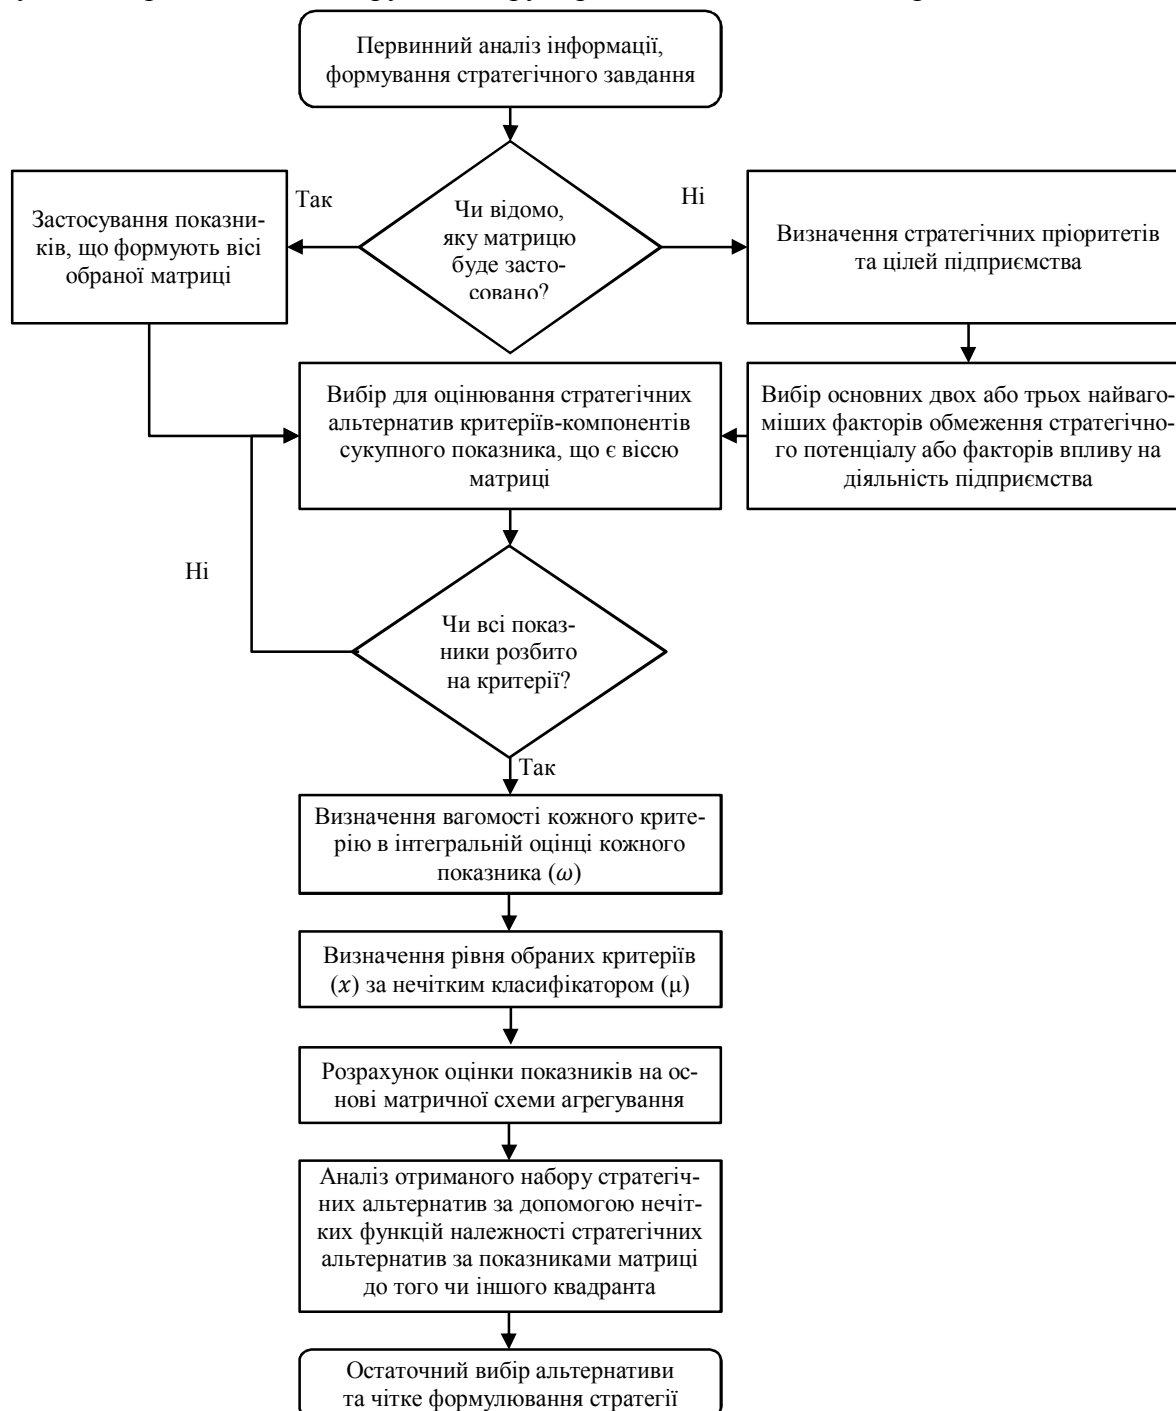 Первинний аналіз інформації,
формування стратегічного завдання
Так
Ні
Застосування показни-
ків, що формують вісі
обраної матриці
Чи відомо,
яку матрицю
буде засто-
совано?
Визначення стратегічних пріоритетів
та цілей підприємства
Вибір для оцінювання стратегічних
альтернатив критеріїв-компонентів
сукупного показника, що є віссю
матриці
Вибір основних двох або трьох найваго-
міших факторів обмеження стратегічно-
го потенціалу або факторів впливу на
діяльність підприємства
Ні
Чи всі показ-
ники розбито
на критерії?
Так
Визначення вагомості кожного крите-
рію в інтегральній оцінці кожного
показника (ω)
Визначення рівня обраних критеріїв
(x) за нечітким класифікатором (μ)
Розрахунок оцінки показників на ос-
нові матричної схеми агрегування
Аналіз отриманого набору стратегіч-
них альтернатив за допомогою нечіт-
ких функцій належності стратегічних
альтернатив за показниками матриці
до того чи іншого квадранта
Остаточний вибір альтернативи
та чітке формулювання стратегії